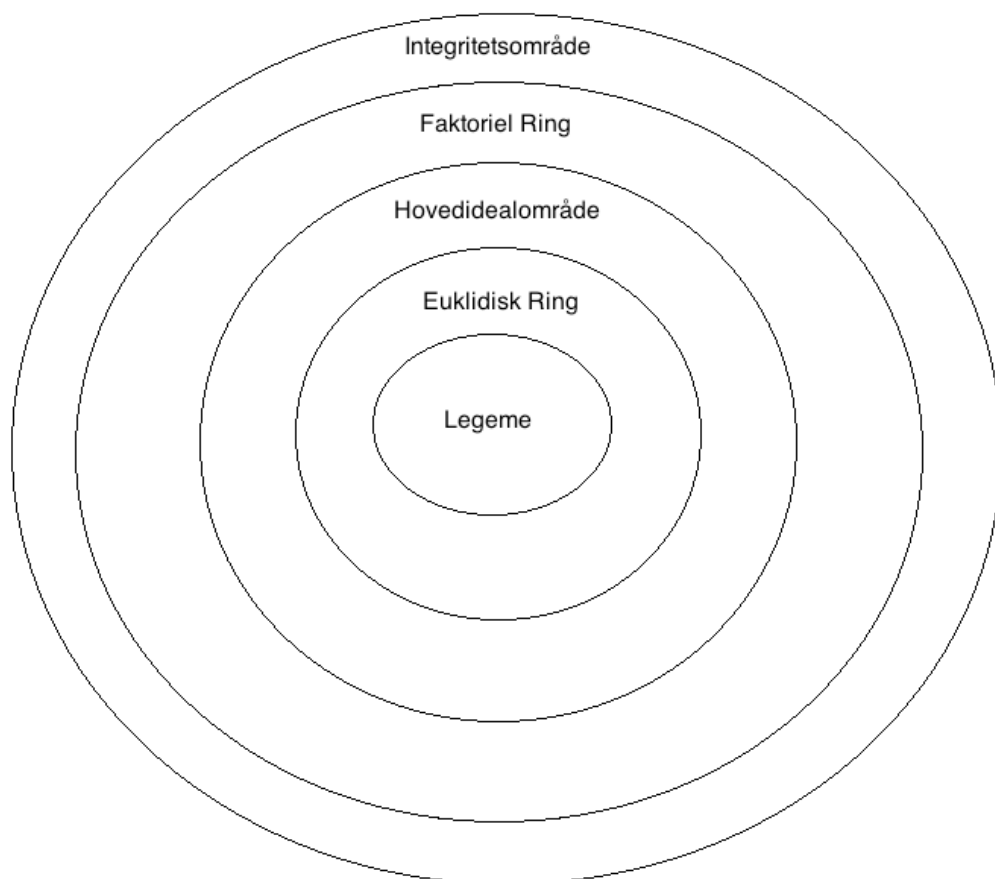 Integritetsområde
Faktoriel Ring
Hovedidealområde
Euklidisk Ring
Legeme